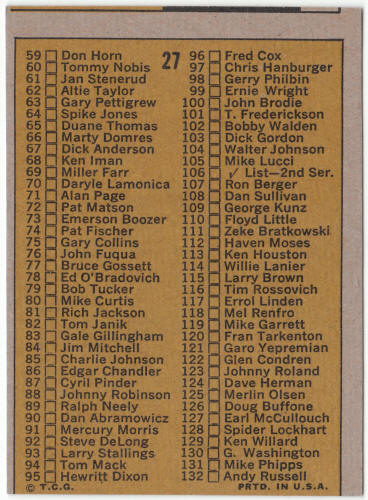 27
59 Don Horn
60 Tommy Nobis
61 Jan Stenerud
62 Altie Taylor
63 Gary Pettigrew
64 Spike Jones
65 Duane Thomas
66 Marty Domres
67 Dick Anderson
68 Ken Iman
69 Miller Farr
70 Daryle Lamonica
71 Alan Page
72 Pat Matson
73 Emerson Boozer
74 Pat Fischer
75 Gary Collins
76 John Fuqua
77 Bruce Gossett
78 Ed O'Bradovich
79 Bob Tucker
80 Mike Curtis
81 Rich Jackson
82 Tom Janik
83 Gale Gillingham
84 Jim Mitchell
85 Charlie Johnson
86 Edgar Chandler
87 Cyril Pinder
88 Johnny Robinson
89 Ralph Neely
90 Dan Abramowicz
91 Mercury Morris
92 Steve DeLong
93 Larry Stallings
94 Tom Mack
95 Hewritt Dixon
96 Fred Cox
97 Chris Hanburger
98 Gerry Philbin
99 Ernie Wright
100 John Brodie
101 T. Frederickson
102 Bobby Walden
103 Dick Gordon
104 Walter Johnson
105 Mike Lucci
106 ✓ List—2nd Ser.
107 Ron Berger
108 Dan Sullivan
109 George Kunz
110 Floyd Little
111 Zeke Bratkowski
112 Haven Moses
113 Ken Houston
114 Willie Lanier
115 Larry Brown
116 Tim Rossovich
117 Errol Linden
118 Mel Renfro
119 Mike Garrett
120 Fran Tarkenton
121 Garo Yepremian
122 Glen Condren
123 Johnny Roland
124 Dave Herman
125 Merlin Olsen
126 Doug Buffone
127 Earl McCullouch
128 Spider Lockhart
129 Ken Willard
130 G. Washington
131 Mike Phipps
132 Andy Russell
© T.C.G. PRTD. IN U.S.A.